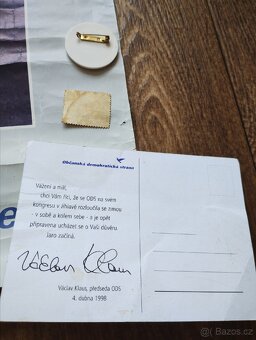 Občanská demokratická strana
Vážení a milí,
chci Vám říci, že se ODS na svém
kongresu v Jihlavě rozloučila se zimou
- v sobě a kolem sebe - a je opět
připravena ucházet se o Vaši důvěru.
Jaro začíná.
Václav Klaus
Václav Klaus, předseda ODS
4. dubna 1998
e
Bazos.cz